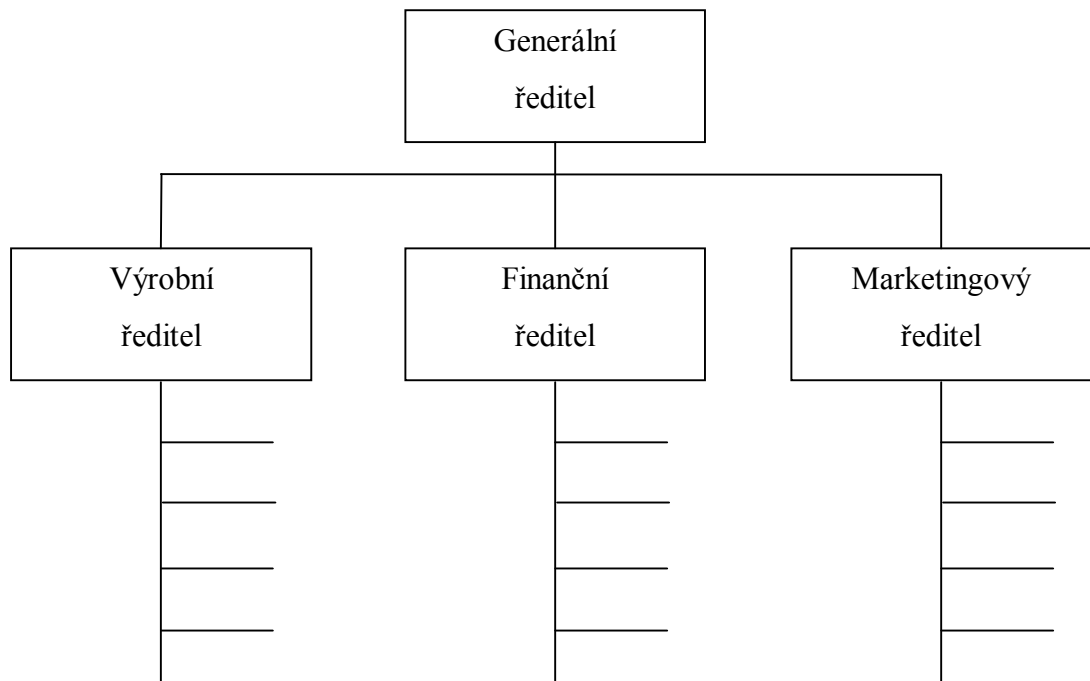 Generální
ředitel
Výrobní
ředitel
Finanční
ředitel
Marketingový
ředitel